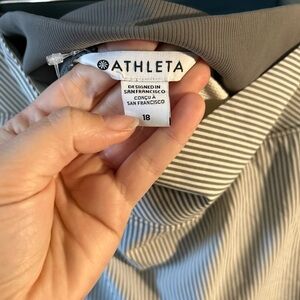 ATHLETA
DESIGNED IN
SAN FRANCISCO
CONÇU À
SAN FRANCISCO
18